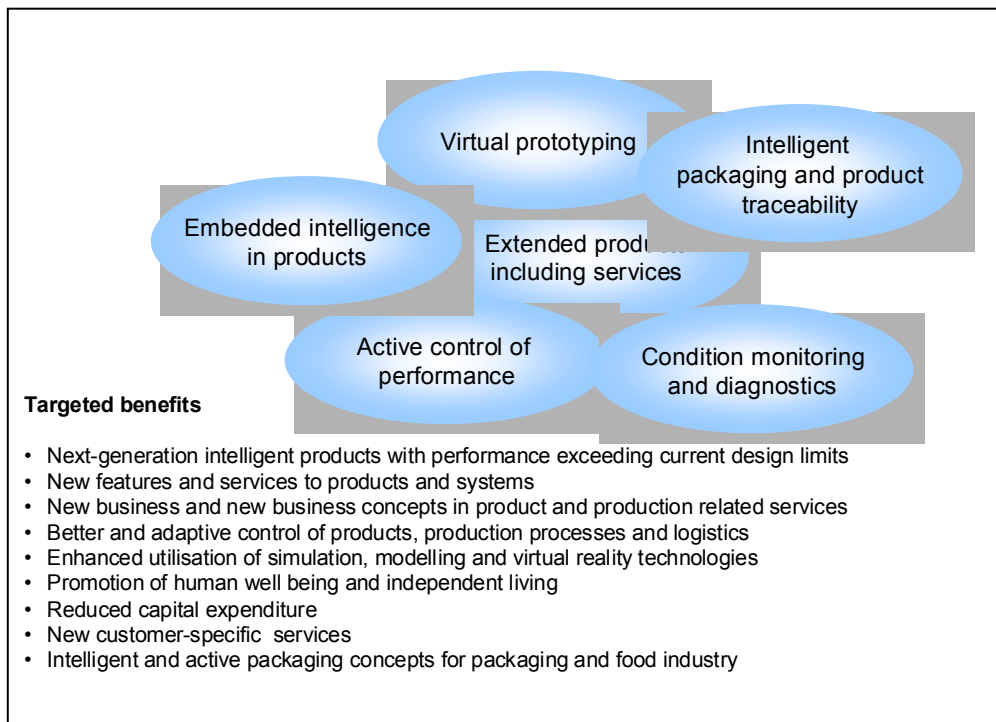 Virtual prototyping
Intelligent
packaging and product
traceability
Embedded intelligence
in products
Extended products
including services
Active control of
performance
Condition monitoring
and diagnostics
Targeted benefits
• Next-generation intelligent products with performance exceeding current design limits
• New features and services to products and systems
• New business and new business concepts in product and production related services
• Better and adaptive control of products, production processes and logistics
• Enhanced utilisation of simulation, modelling and virtual reality technologies
• Promotion of human well being and independent living
• Reduced capital expenditure
• New customer-specific services
• Intelligent and active packaging concepts for packaging and food industry